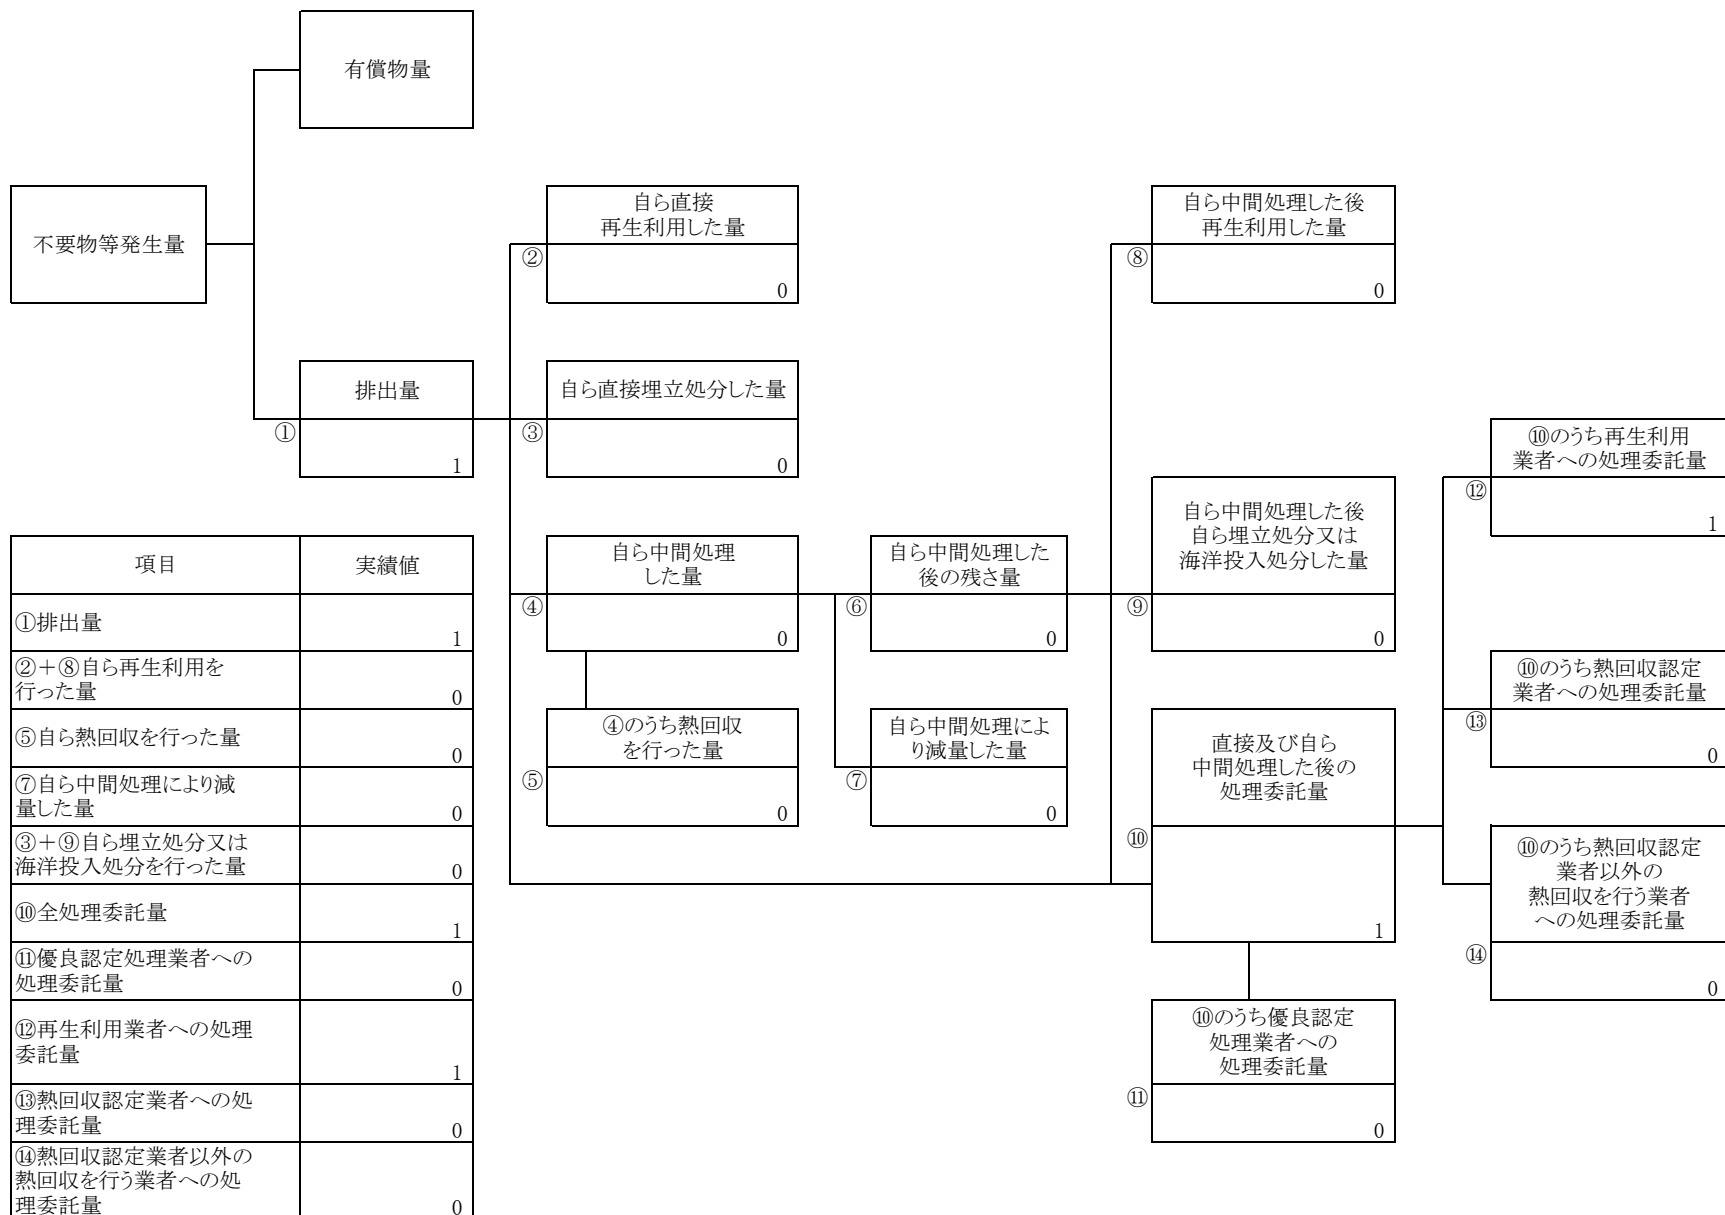 有償物量
不要物等発生量
排出量
①
1
自ら直接
再生利用した量
②
0
自ら直接埋立処分した量
③
0
自ら中間処理
した量
④
0
④のうち熱回収
を行った量
⑤
0
自ら中間処理した
後の残さ量
⑥
0
自ら中間処理によ
り減量した量
⑦
0
自ら中間処理した後
再生利用した量
⑧
0
自ら中間処理した後
自ら埋立処分又は
海洋投入処分した量
⑨
0
直接及び自ら
中間処理した後の
処理委託量
⑩
1
⑩のうち優良認定
処理業者への
処理委託量
⑪
0
⑩のうち再生利用
業者への処理委託量
⑫
1
⑩のうち熱回収認定
業者への処理委託量
⑬
0
⑩のうち熱回収認定
業者以外の
熱回収を行う業者
への処理委託量
⑭
0
項目 実績値
①排出量
1
②＋⑧自ら再生利用を
行った量
0
⑤自ら熱回収を行った量
0
⑦自ら中間処理により減
量した量
0
③＋⑨自ら埋立処分又は
海洋投入処分を行った量
0
⑩全処理委託量
1
⑪優良認定処理業者への
処理委託量
0
⑫再生利用業者への処理
委託量
1
⑬熱回収認定業者への処
理委託量
0
⑭熱回収認定業者以外の
熱回収を行う業者への処
理委託量
0